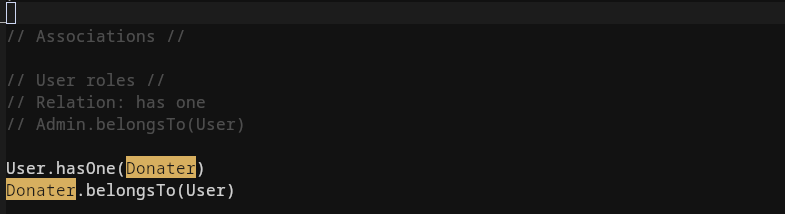 // Associations //
// User roles //
// Relation: has one
// Admin.belongsTo(User)
User.hasOne(Donater)
Donater.belongsTo(User)